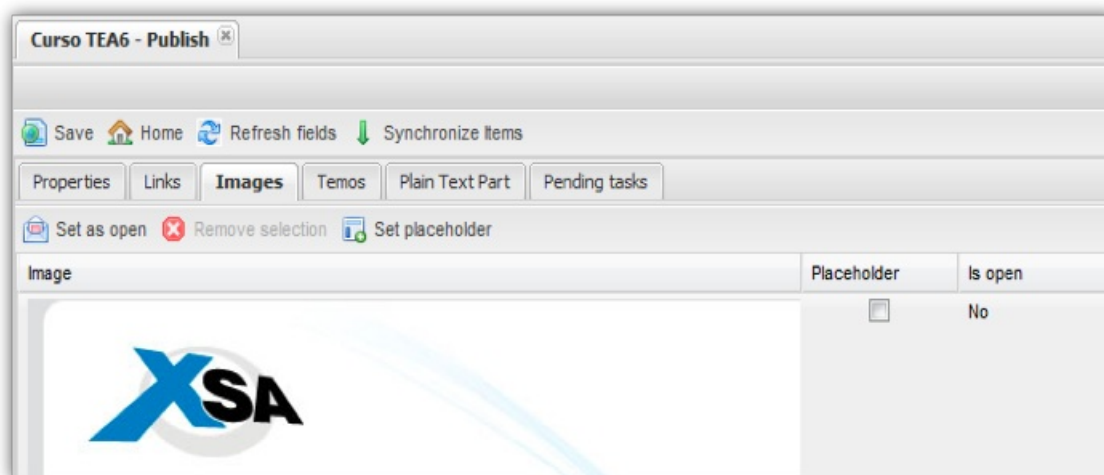 Curso TEA6 - Publish
Save Home Refresh fields Synchronize Items
Properties Links Images Temos Plain Text Part Pending tasks
Set as open Remove selection Set placeholder
Image Placeholder Is open
No
XSA